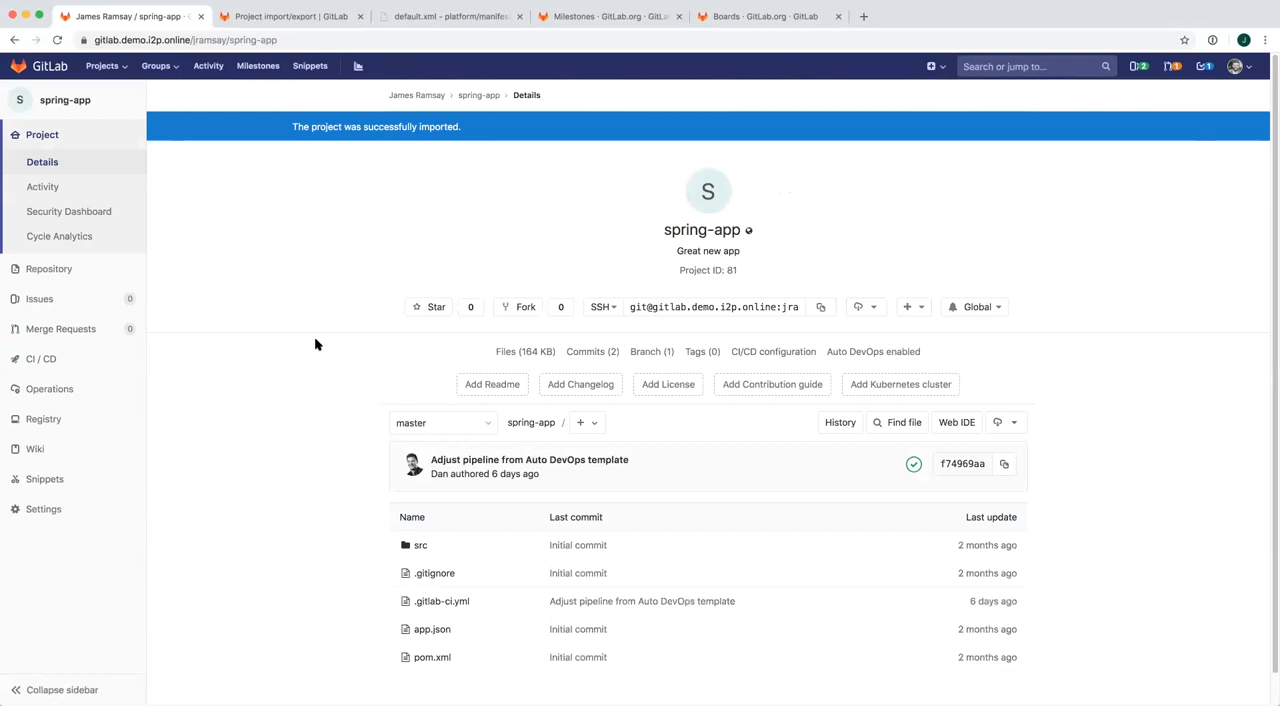 James Ramsay / spring-app · G
Project import/export | GitLab
default.xml - platform/manifes
Milestones · GitLab.org · GitLa
Boards · GitLab.org · GitLab
gitlab.demo.i2p.online/jramsay/spring-app
GitLab Projects Groups Activity Milestones Snippets Search or jump to... 2 1 1
S spring-app
James Ramsay > spring-app > Details
The project was successfully imported.
Project
Details
Activity
Security Dashboard
Cycle Analytics
Repository
Issues 0
Merge Requests 0
CI / CD
Operations
Registry
Wiki
Snippets
Settings
Collapse sidebar
S
spring-app
Great new app
Project ID: 81
Star 0 Fork 0 SSH git@gitlab.demo.i2p.online:jra Global
Files (164 KB) Commits (2) Branch (1) Tags (0) CI/CD configuration Auto DevOps enabled
Add Readme Add Changelog Add License Add Contribution guide Add Kubernetes cluster
master spring-app / + History Find file Web IDE
Adjust pipeline from Auto DevOps template
Dan authored 6 days ago
f74969aa
Name Last commit Last update
src Initial commit 2 months ago
.gitignore Initial commit 2 months ago
.gitlab-ci.yml Adjust pipeline from Auto DevOps template 6 days ago
app.json Initial commit 2 months ago
pom.xml Initial commit 2 months ago